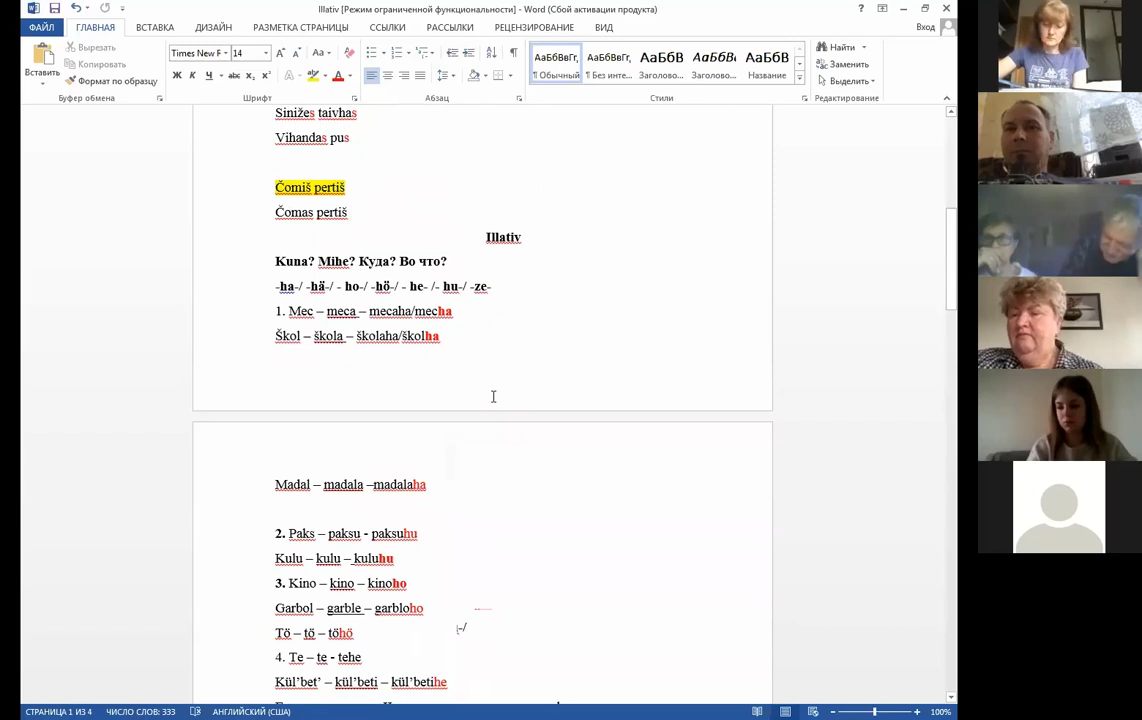 Illativ [Режим ограниченной функциональности] - Word (Сбой активации продукта)
ФАЙЛ ГЛАВНАЯ ВСТАВКА ДИЗАЙН РАЗМЕТКА СТРАНИЦЫ ССЫЛКИ РАССЫЛКИ РЕЦЕНЗИРОВАНИЕ ВИД Вход
Вставить
Вырезать
Копировать
Формат по образцу
Буфер обмена
Times New F 14
Ж К Ч abc x₂ x²
Шрифт
Абзац
АаБбВвГг, АаБбВвГг, АаБбВ АаБбВвГ АаБбВ
¶ Обычный ¶ Без инте... Заголово... Заголово... Название
Стили
Найти
Заменить
Выделить
Редактирование
Sinižes taivhas
Vihandas pus
Čomiš pertiš
Čomas pertiš
Illativ
Kuna? Mihe? Куда? Во что?
-ha-/ -hä-/ - ho-/ -hö-/ - he- /- hu-/ -ze-
1. Mec – meca – mecaha/mecha
Škol – škola – školaha/školha
Madal – madala –madalaha
2. Paks – paksu - paksuhu
Kulu – kulu – kuluhu
3. Kino – kino – kinoho
Garbol – garble – garbloho
-/
Tö – tö – töhö
4. Te – te - tehe
Kül’bet’ – kül’beti – kül’betihe
СТРАНИЦА 1 ИЗ 4 ЧИСЛО СЛОВ: 333 АНГЛИЙСКИЙ (США) 100%